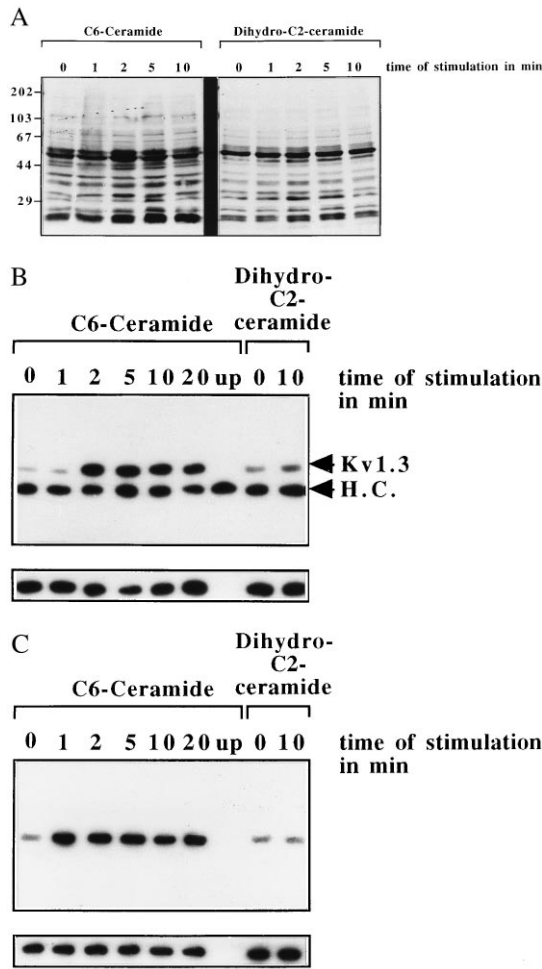 A
C6-Ceramide Dihydro-C2-ceramide
0 1 2 5 10 0 1 2 5 10 time of stimulation in min
202
103
67
44
29
B
Dihydro-
C2-
C6-Ceramide ceramide
0 1 2 5 10 20 up 0 10 time of stimulation
in min
Kv1.3
H.C.
C
Dihydro-
C2-
C6-Ceramide ceramide
0 1 2 5 10 20 up 0 10 time of stimulation
in min